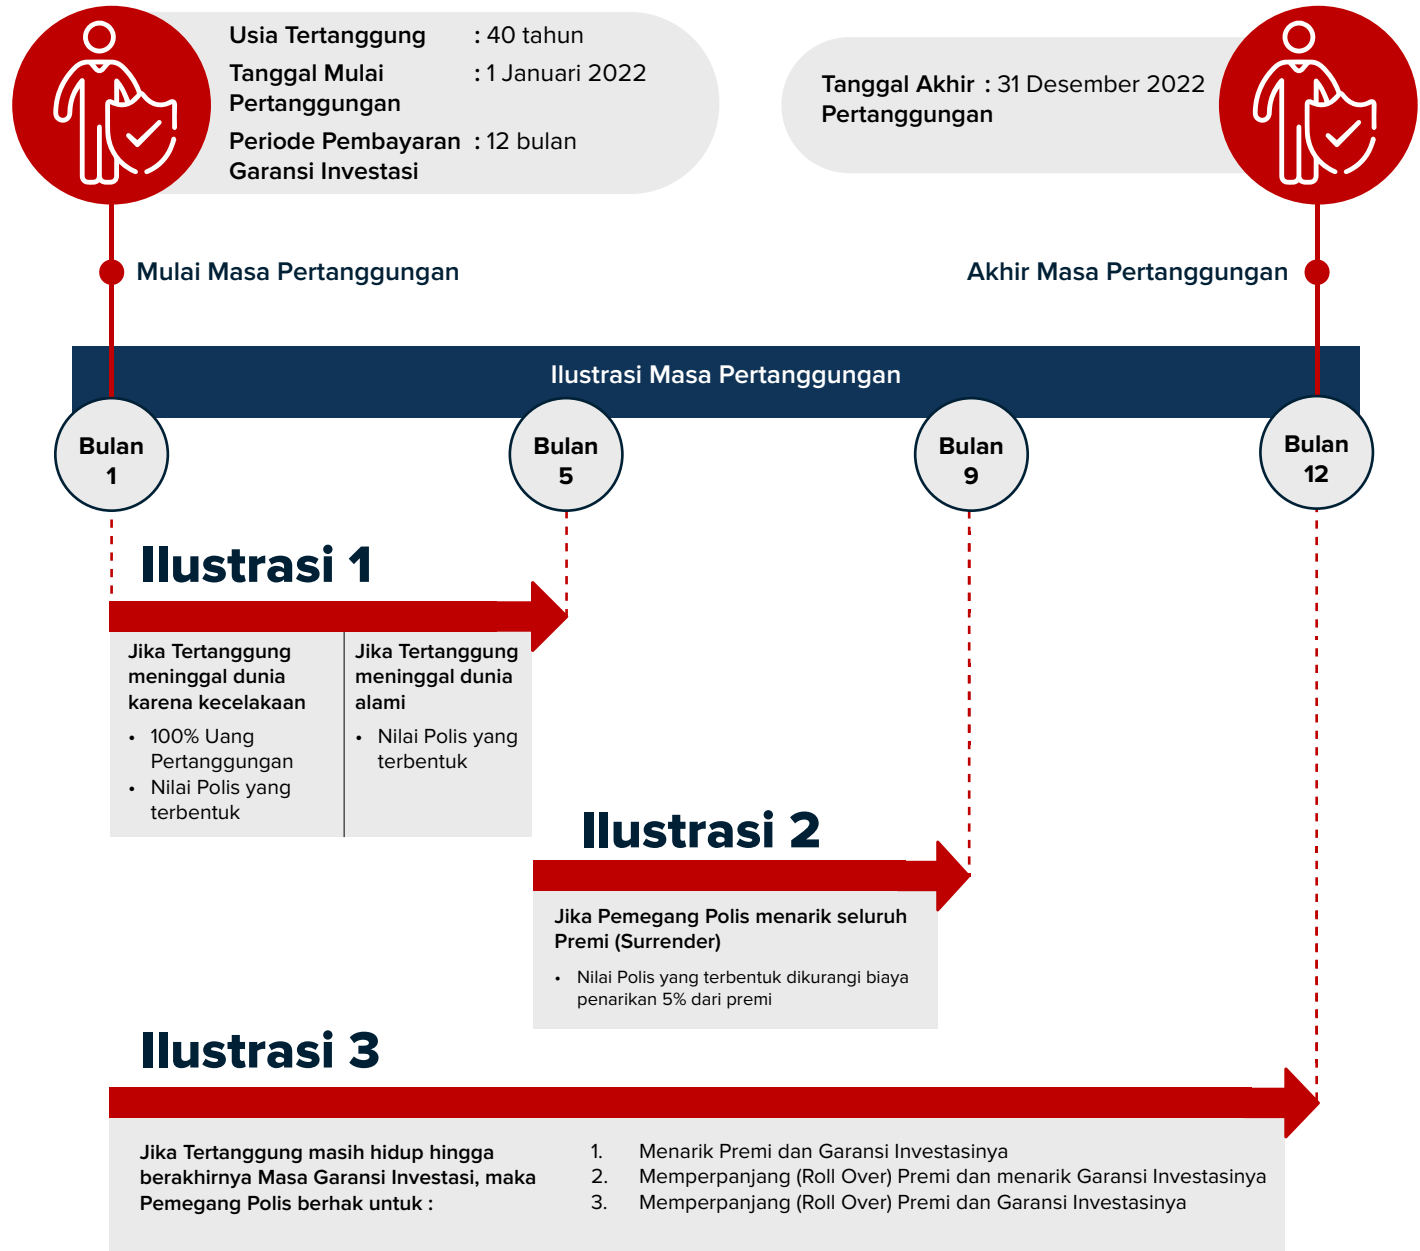 Usia Tertanggung : 40 tahun
Tanggal Mulai : 1 Januari 2022
Pertanggungan
Periode Pembayaran : 12 bulan
Garansi Investasi
Tanggal Akhir : 31 Desember 2022
Pertanggungan
Mulai Masa Pertanggungan
Akhir Masa Pertanggungan
Ilustrasi Masa Pertanggungan
Bulan
1
Bulan
5
Bulan
9
Bulan
12
Ilustrasi 1
Jika Tertanggung
meninggal dunia
karena kecelakaan
• 100% Uang
Pertanggungan
• Nilai Polis yang
terbentuk
Jika Tertanggung
meninggal dunia
alami
• Nilai Polis yang
terbentuk
Ilustrasi 2
Jika Pemegang Polis menarik seluruh
Premi (Surrender)
• Nilai Polis yang terbentuk dikurangi biaya
penarikan 5% dari premi
Ilustrasi 3
Jika Tertanggung masih hidup hingga
berakhirnya Masa Garansi Investasi, maka
Pemegang Polis berhak untuk :
1. Menarik Premi dan Garansi Investasinya
2. Memperpanjang (Roll Over) Premi dan menarik Garansi Investasinya
3. Memperpanjang (Roll Over) Premi dan Garansi Investasinya